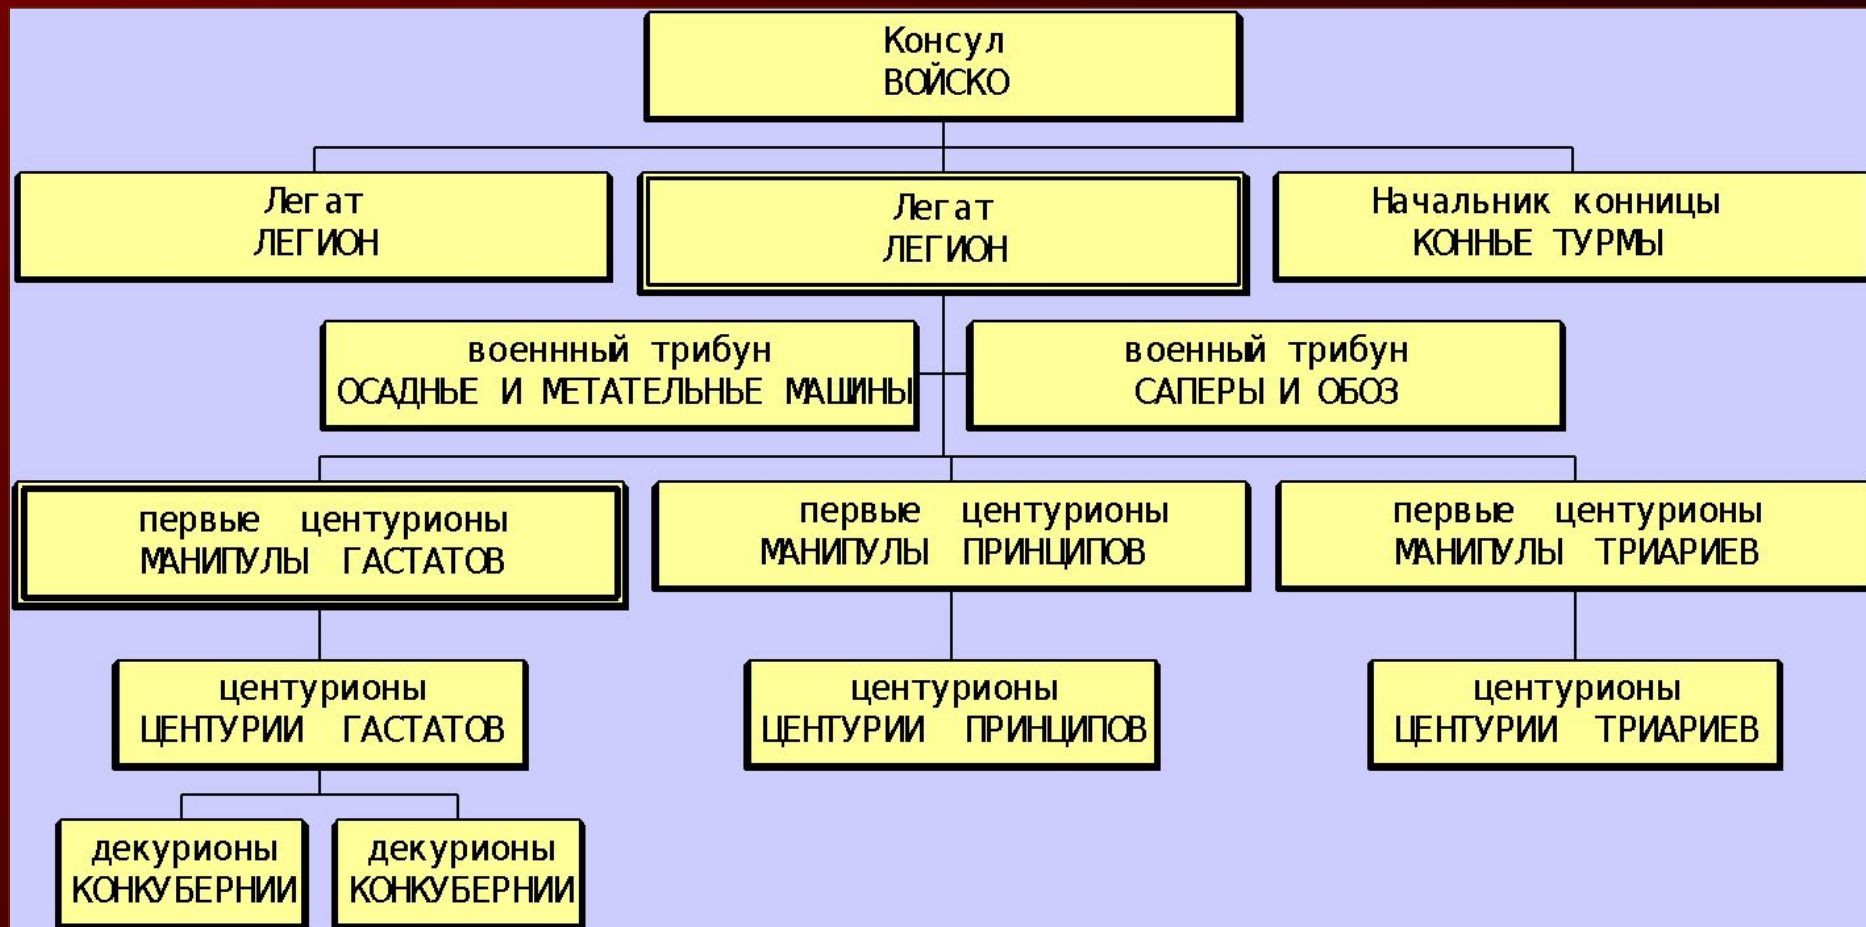 Консул
ВОЙСКО
Легат
ЛЕГИОН
Легат
ЛЕГИОН
Начальник конницы
КОННЫЕ ТУРМЫ
военнный трибун
ОСАДНЫЕ И МЕТАТЕЛЬНЫЕ МАШИНЫ
военный трибун
САПЕРЫ И ОБОЗ
первые центурионы
МАНИПУЛЫ ГАСТАТОВ
первые центурионы
МАНИПУЛЫ ПРИНЦИПОВ
первые центурионы
МАНИПУЛЫ ТРИАРИЕВ
центурионы
ЦЕНТУРИИ ГАСТАТОВ
центурионы
ЦЕНТУРИИ ПРИНЦИПОВ
центурионы
ЦЕНТУРИИ ТРИАРИЕВ
декурионы
КОНКУБЕРНИИ
декурионы
КОНКУБЕРНИИ